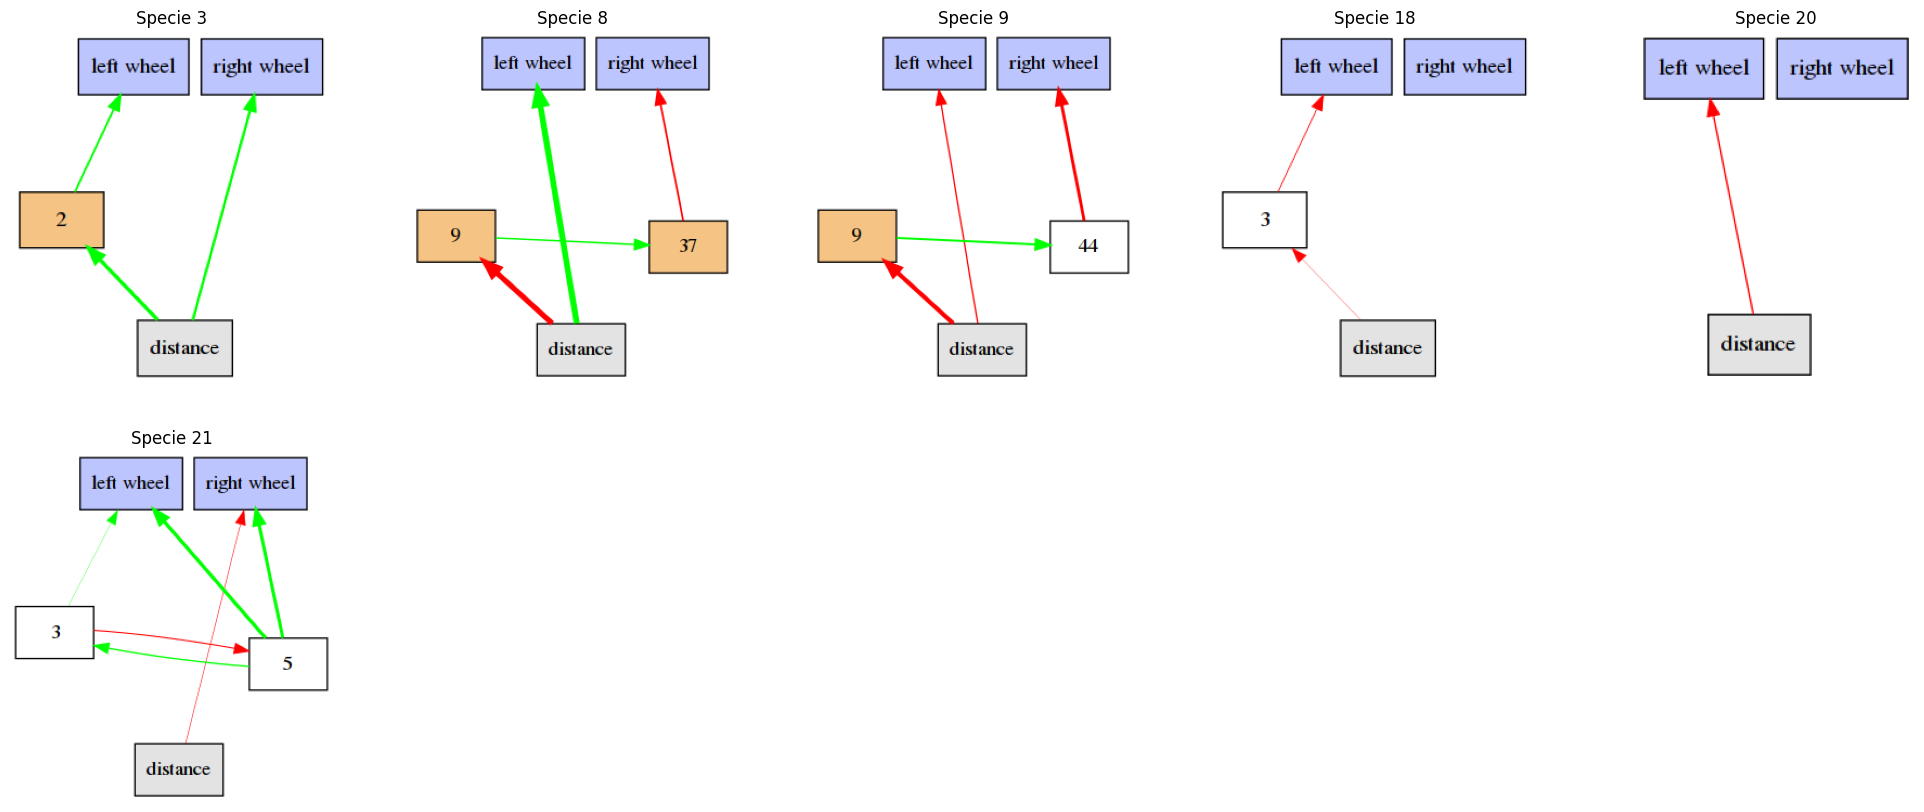 Specie 3
left wheel
right wheel
2
distance
Specie 8
left wheel
right wheel
9
37
distance
Specie 9
left wheel
right wheel
9
44
distance
Specie 18
left wheel
right wheel
3
distance
Specie 20
left wheel
right wheel
distance
Specie 21
left wheel
right wheel
3
5
distance